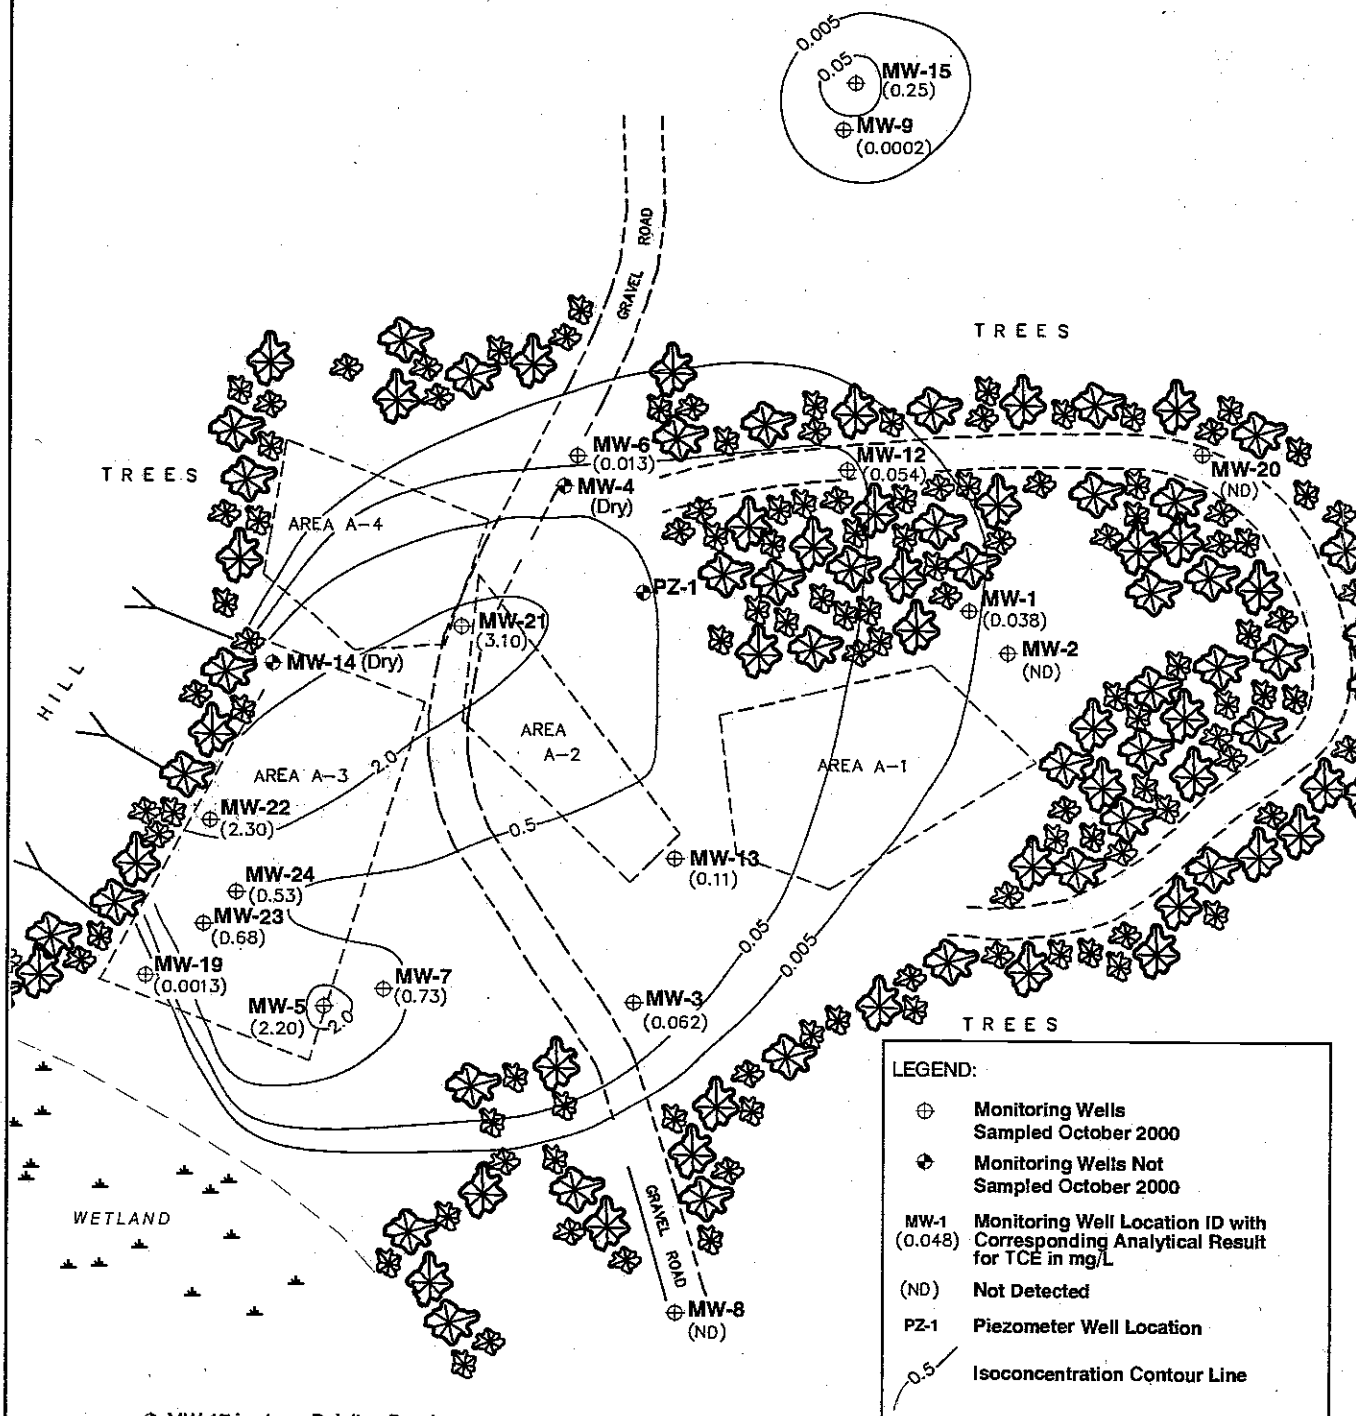 0.005
0.05
MW-15
(0.25)
MW-9
(0.0002)
GRAVEL ROAD
TREES
TREES
MW-6
(0.013)
MW-4
(Dry)
MW-12
(0.054)
MW-20
(ND)
AREA A-4
PZ-1
MW-21
(3.10)
MW-1
(0.038)
MW-2
(ND)
MW-14 (Dry)
HILL
AREA
A-2
AREA A-3
2.0
AREA A-1
MW-22
(2.30)
0.5
MW-13
(0.11)
MW-24
(0.53)
MW-23
(0.68)
0.05
0.005
MW-19
(0.0013)
MW-7
(0.73)
MW-5
(2.20)
2.0
MW-3
(0.062)
TREES
WETLAND
GRAVEL ROAD
MW-8
(ND)
LEGEND:
Monitoring Wells
Sampled October 2000
Monitoring Wells Not
Sampled October 2000
MW-1 Monitoring Well Location ID with
(0.048) Corresponding Analytical Result
for TCE in mg/L
(ND) Not Detected
PZ-1 Piezometer Well Location
0.5 Isoconcentration Contour Line